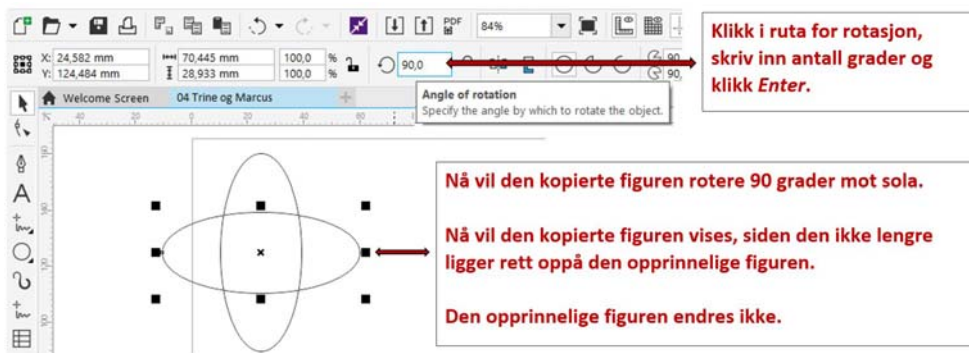 PDF
84%
Klikk i ruta for rotasjon,
skriv inn antall grader og
klikk Enter.
X: 24,582 mm
Y: 124,484 mm
70,445 mm
28,933 mm
100,0 %
100,0 %
90,0
90
90,
Welcome Screen
04 Trine og Marcus
Angle of rotation
Specify the angle by which to rotate the object.
Nå vil den kopierte figuren rotere 90 grader mot sola.
Nå vil den kopierte figuren vises, siden den ikke lengre
ligger rett oppå den opprinnelige figuren.
Den opprinnelige figuren endres ikke.